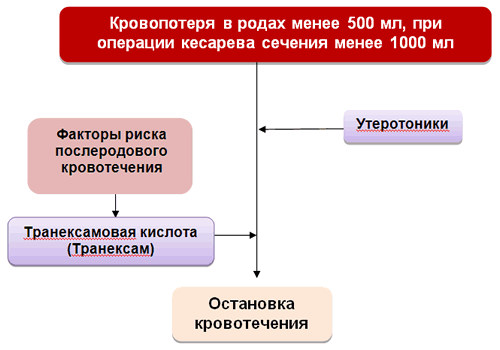 Кровопотеря в родах менее 500 мл, при
операции кесарева сечения менее 1000 мл
Утеротоники
Факторы риска
послеродового
кровотечения
Транексамовая кислота
(Транексам)
Остановка
кровотечения